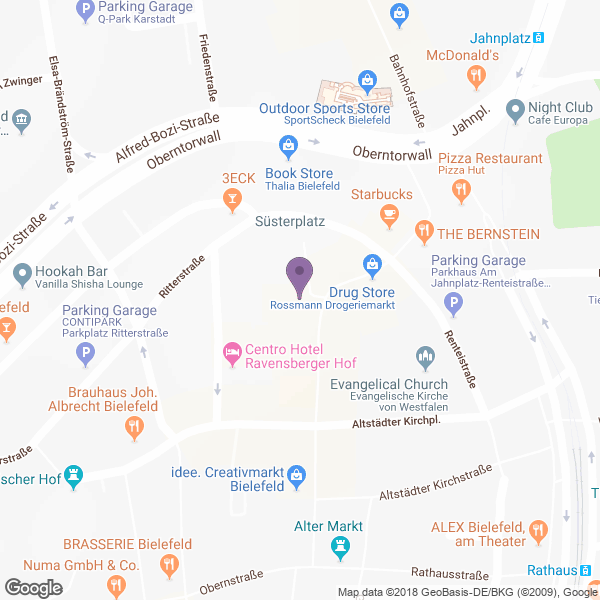 Parking Garage
Q-Park Karstadt
Jahnplatz
McDonald's
Zwinger
Elsa-Brändström-Straße
Friedenstraße
Bahnhofstraße
Outdoor Sports Store
SportScheck Bielefeld
Jahnpl.
Night Club
Cafe Europa
Alfred-Bozi-Straße
Oberntorwall
Oberntorwall
Book Store
Thalia Bielefeld
Pizza Restaurant
Pizza Hut
3ECK
Starbucks
Süsterplatz
THE BERNSTEIN
Ritterstraße
Hookah Bar
Vanilla Shisha Lounge
Drug Store
Rossmann Drogeriemarkt
Parking Garage
Parkhaus Am
Jahnplatz-Renteistraße...
Parking Garage
CONTIPARK
Parkplatz Ritterstraße
Renteistraße
Centro Hotel
Ravensberger Hof
Evangelical Church
Evangelische Kirche
von Westfalen
Brauhaus Joh.
Albrecht Bielefeld
Altstädter Kirchpl.
idee. Creativmarkt
Bielefeld
Altstädter Kirchstraße
Alter Markt
ALEX Bielefeld,
am Theater
BRASSERIE Bielefeld
Numa GmbH & Co.
Obernstraße
Rathausstraße
Rathaus
Google
Map data ©2018 GeoBasis-DE/BKG (©2009), Google